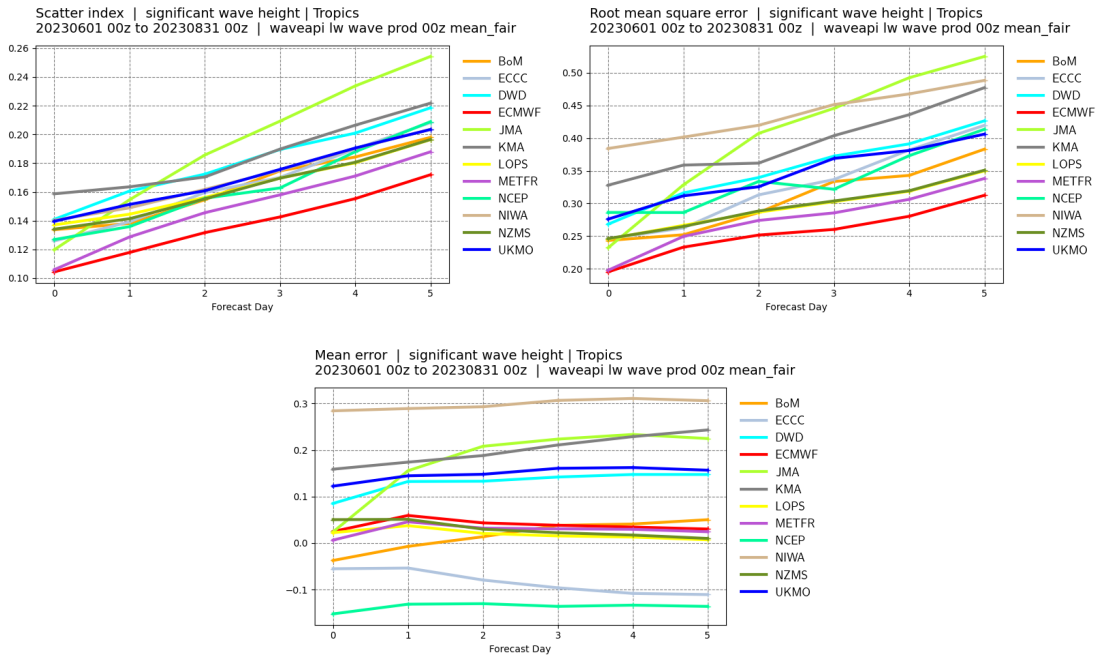 Scatter index | significant wave height | Tropics
20230601 00z to 20230831 00z | waveapi lw wave prod 00z mean_fair
0.26
0.24
0.22
0.20
0.18
0.16
0.14
0.12
0.10
0 1 2 3 4 5
Forecast Day
BoM
ECCC
DWD
ECMWF
JMA
KMA
LOPS
METFR
NCEP
NIWA
NZMS
UKMO
Root mean square error | significant wave height | Tropics
20230601 00z to 20230831 00z | waveapi lw wave prod 00z mean_fair
0.50
0.45
0.40
0.35
0.30
0.25
0.20
0 1 2 3 4 5
Forecast Day
BoM
ECCC
DWD
ECMWF
JMA
KMA
LOPS
METFR
NCEP
NIWA
NZMS
UKMO
Mean error | significant wave height | Tropics
20230601 00z to 20230831 00z | waveapi lw wave prod 00z mean_fair
0.3
0.2
0.1
0.0
−0.1
0 1 2 3 4 5
Forecast Day
BoM
ECCC
DWD
ECMWF
JMA
KMA
LOPS
METFR
NCEP
NIWA
NZMS
UKMO